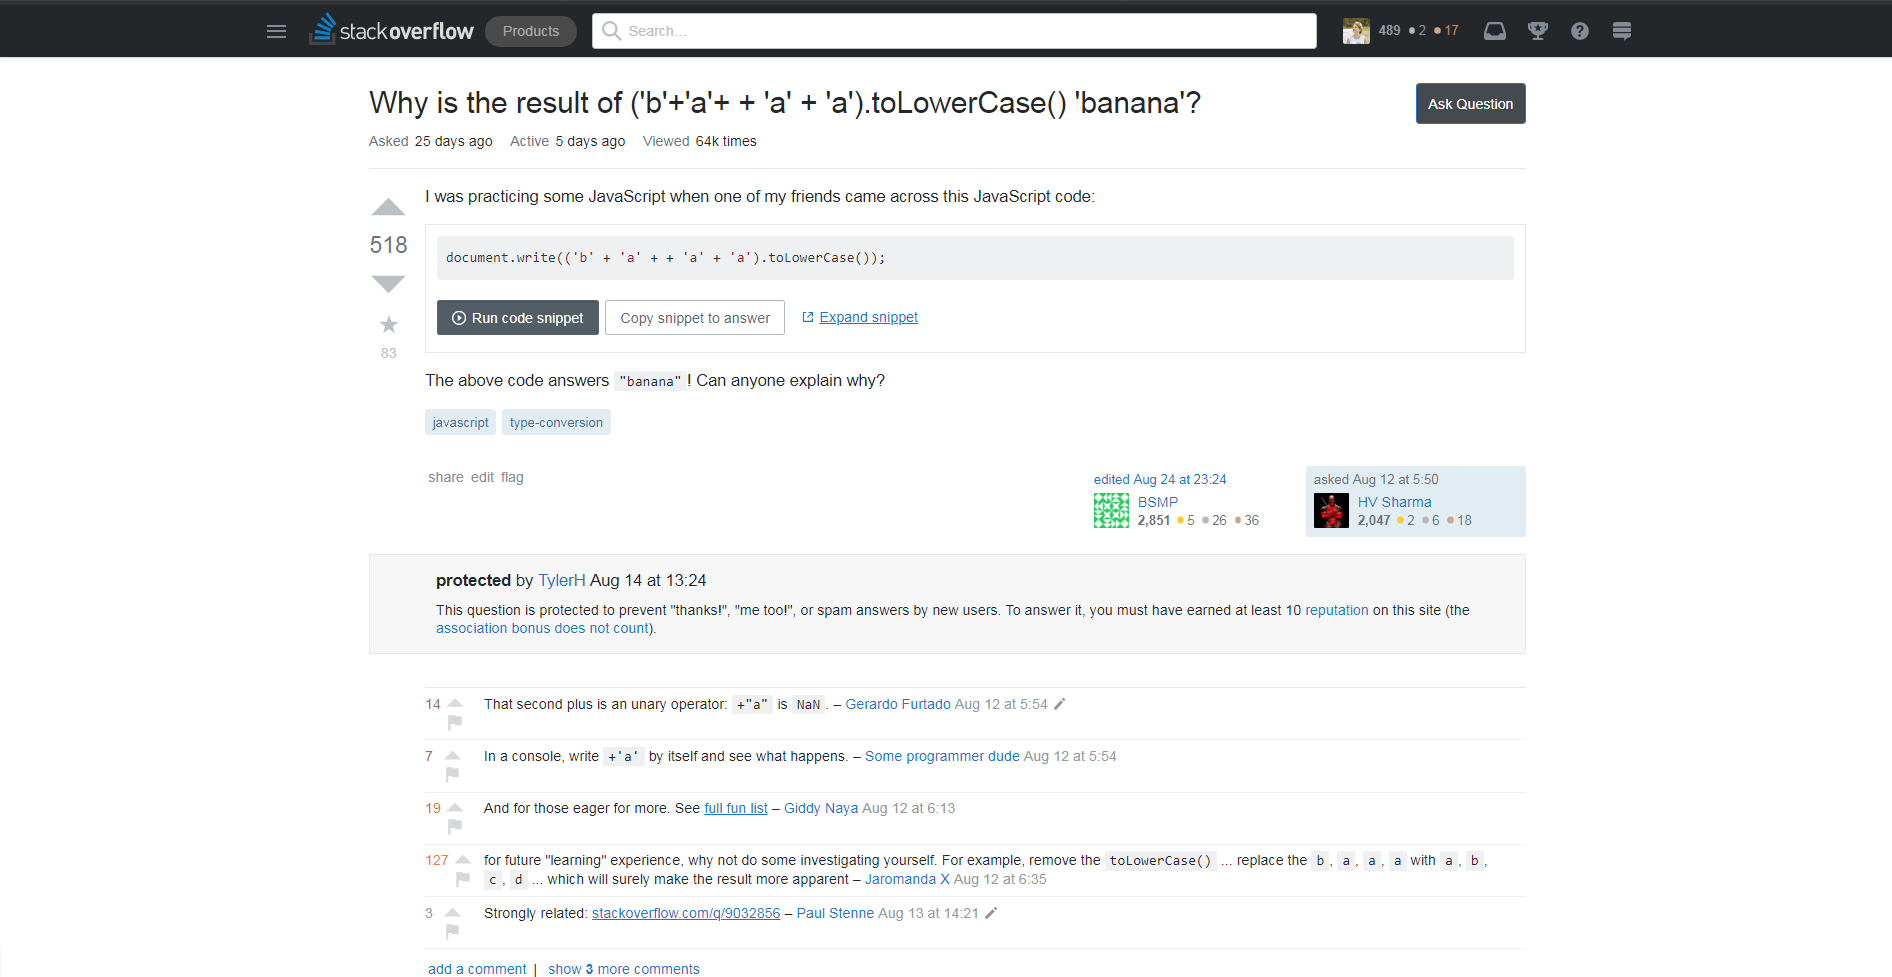 stackoverflow Products Search... 489 2 17
Why is the result of ('b'+'a'+ + 'a' + 'a').toLowerCase() 'banana'?
Ask Question
Asked 25 days ago Active 5 days ago Viewed 64k times
I was practicing some JavaScript when one of my friends came across this JavaScript code:
518
document.write(('b' + 'a' + + 'a' + 'a').toLowerCase());
Run code snippet Copy snippet to answer Expand snippet
83
The above code answers "banana" ! Can anyone explain why?
javascript type-conversion
share edit flag
edited Aug 24 at 23:24
BSMP
2,851 5 26 36
asked Aug 12 at 5:50
HV Sharma
2,047 2 6 18
protected by TylerH Aug 14 at 13:24
This question is protected to prevent "thanks!", "me too!", or spam answers by new users. To answer it, you must have earned at least 10 reputation on this site (the
association bonus does not count).
14 That second plus is an unary operator: +"a" is NaN . – Gerardo Furtado Aug 12 at 5:54
7 In a console, write +'a' by itself and see what happens. – Some programmer dude Aug 12 at 5:54
19 And for those eager for more. See full fun list – Giddy Naya Aug 12 at 6:13
127 for future "learning" experience, why not do some investigating yourself. For example, remove the toLowerCase() ... replace the b , a , a , a with a , b ,
c , d ... which will surely make the result more apparent – Jaromanda X Aug 12 at 6:35
3 Strongly related: stackoverflow.com/q/9032856 – Paul Stenne Aug 13 at 14:21
add a comment | show 3 more comments